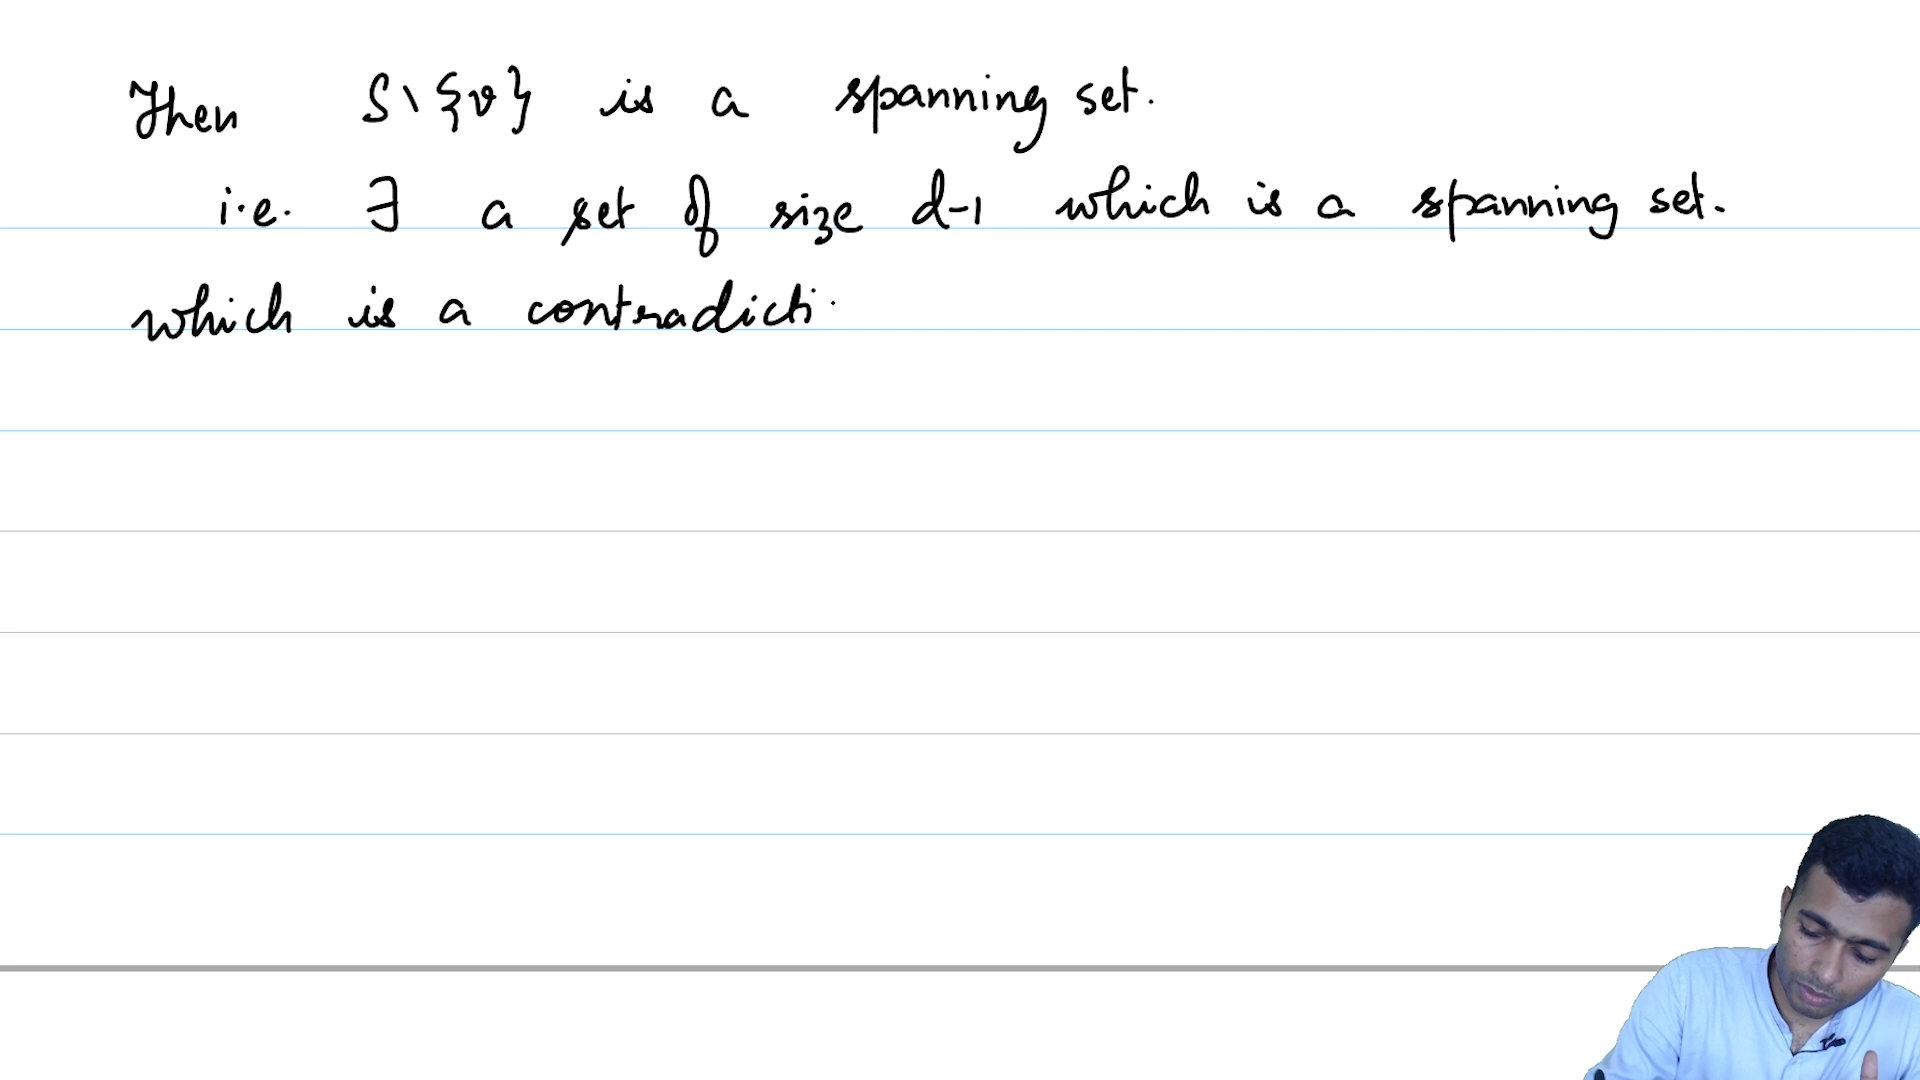 Then S\{v} is a spanning set.
i.e. ∃ a set of size d-1 which is a spanning set.
which is a contradicti